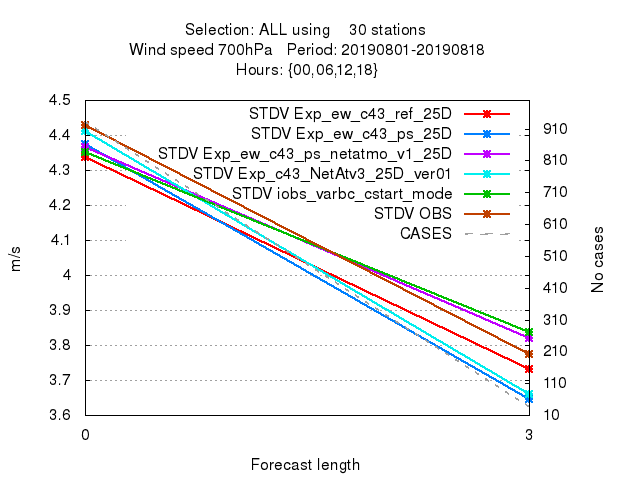 Selection: ALL using    30 stations
Wind speed 700hPa   Period: 20190801-20190818
Hours: {00,06,12,18}
STDV Exp_ew_c43_ref_25D
STDV Exp_ew_c43_ps_25D
STDV Exp_ew_c43_ps_netatmo_v1_25D
STDV Exp_c43_NetAtv3_25D_ver01
STDV iobs_varbc_cstart_mode
STDV OBS
CASES
4.5
4.4
4.3
4.2
4.1
4
3.9
3.8
3.7
3.6
m/s
910
810
710
610
510
410
310
210
110
10
No cases
0
3
Forecast length